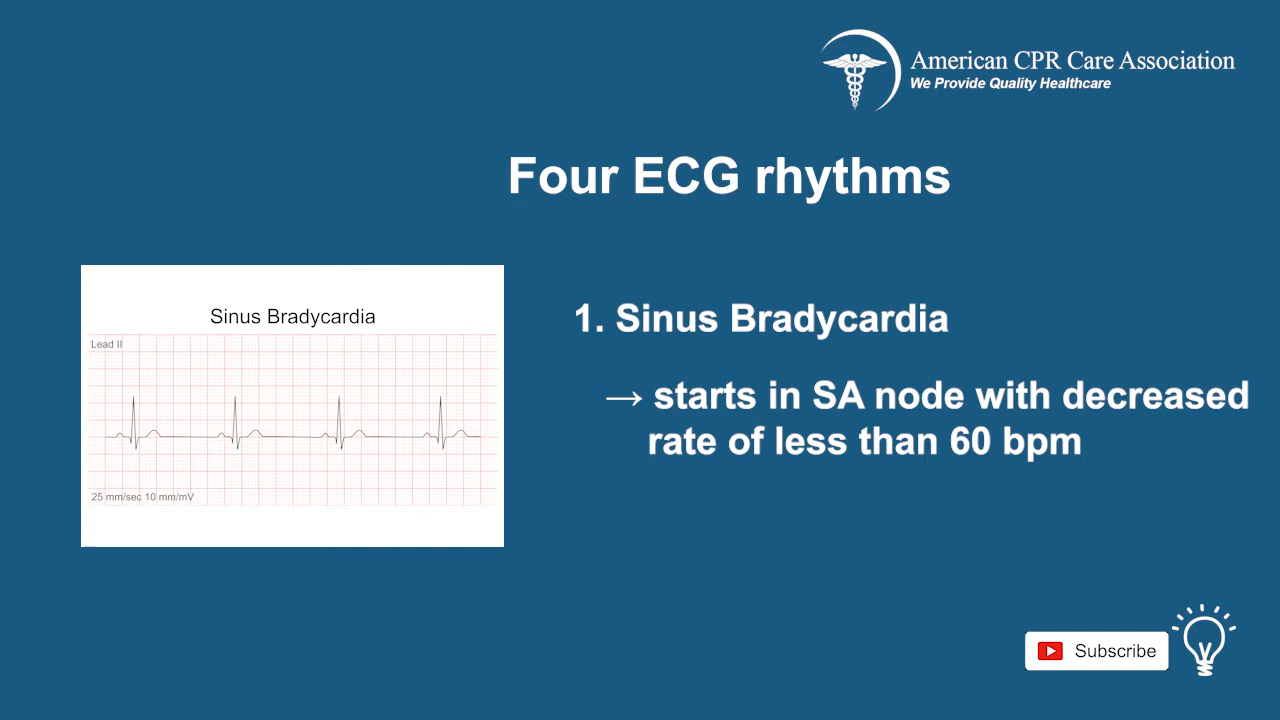 American CPR Care Association
We Provide Quality Healthcare
Four ECG rhythms
Sinus Bradycardia
Lead II
25 mm/sec 10 mm/mV
1. Sinus Bradycardia
→ starts in SA node with decreased
rate of less than 60 bpm
Subscribe